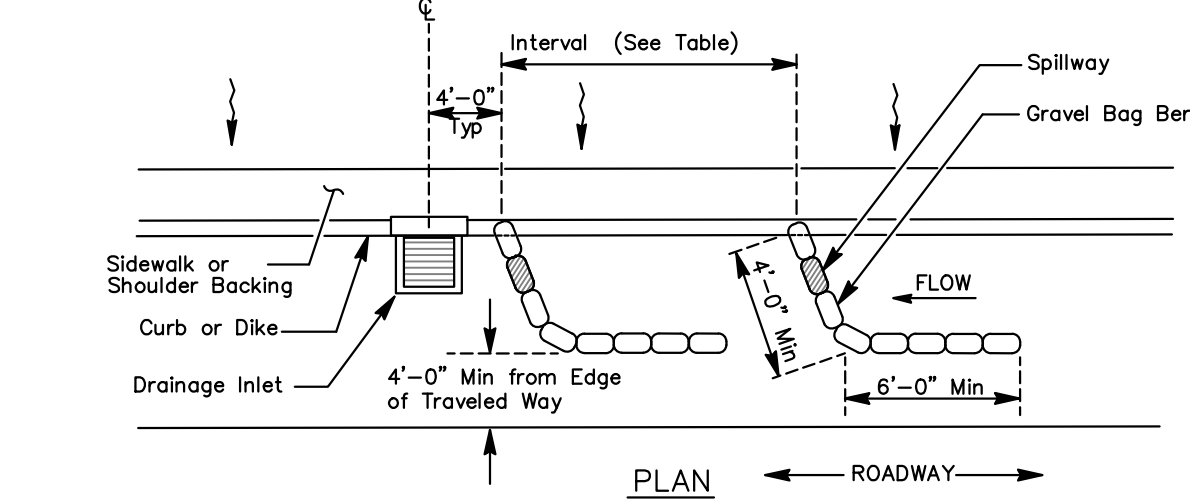 ℄
Interval (See Table)
Spillway
4'-0"
Typ
Gravel Bag Ber
Sidewalk or
Shoulder Backing
4'-0" Min
FLOW
Curb or Dike
Drainage Inlet
4'-0" Min from Edge
of Traveled Way
6'-0" Min
PLAN
ROADWAY